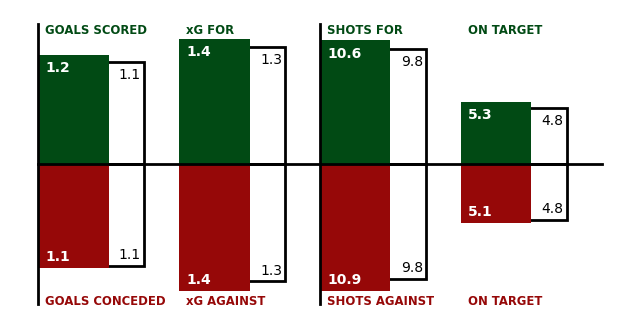 GOALS SCORED xG FOR SHOTS FOR ON TARGET
1.2 1.1 1.4 1.3 10.6 9.8 5.3 4.8
1.1 1.1 1.4 1.3 10.9 9.8 5.1 4.8
GOALS CONCEDED xG AGAINST SHOTS AGAINST ON TARGET